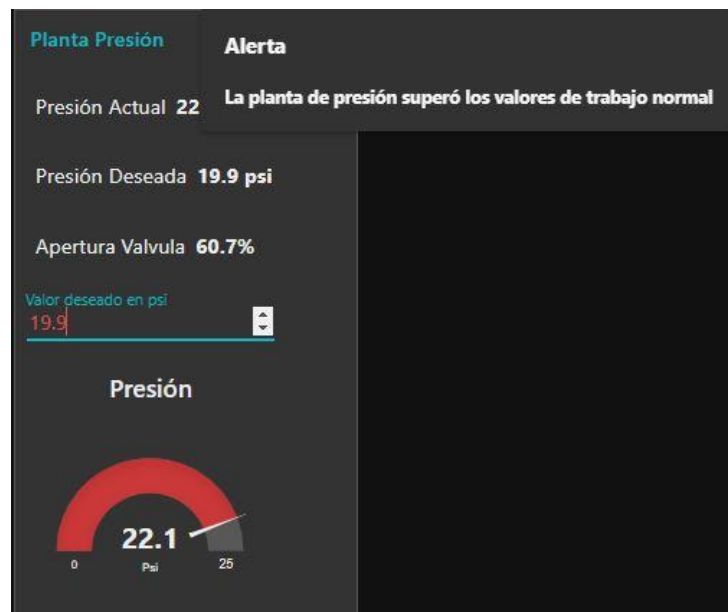 Planta Presión
Alerta
La planta de presión superó los valores de trabajo normal
Presión Actual 22
Presión Deseada 19.9 psi
Apertura Valvula 60.7%
Valor deseado en psi
19.9
Presión
22.1
0 Psi 25